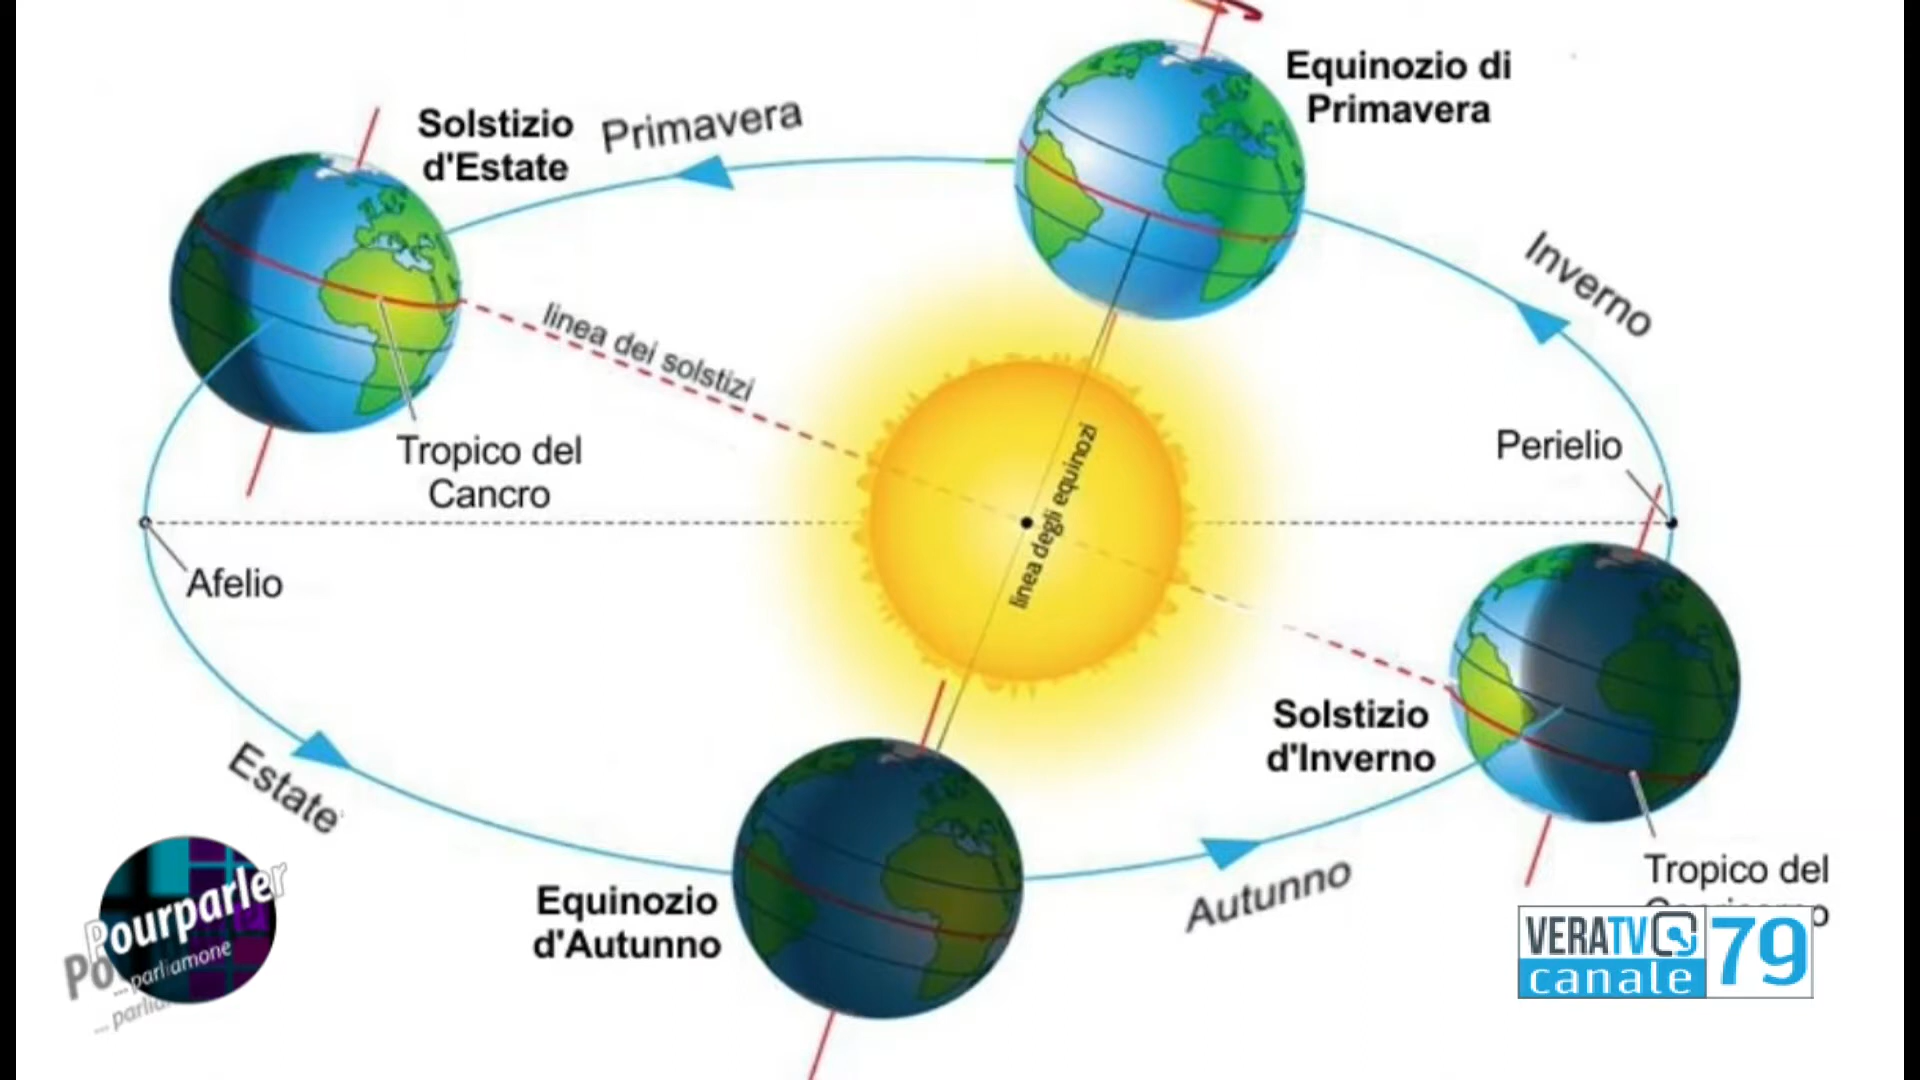 Equinozio di
Primavera
Solstizio
d'Estate
Primavera
Inverno
linea dei solstizi
Tropico del
Cancro
Perielio
linea degli equinozi
Afelio
Solstizio
d'Inverno
Estate
Tropico del
Equinozio
d'Autunno
Autunno
Pourparler
...parliamone
VERATV
canale
79